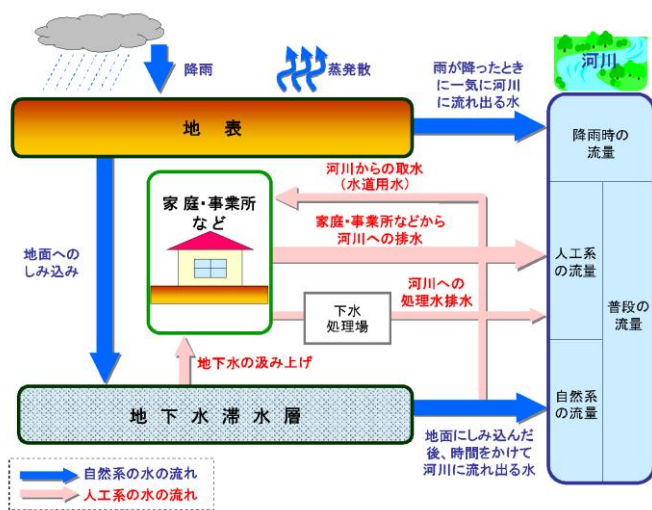 降雨
蒸発散
雨が降ったとき
に一気に河川
に流れ出る水
河川
地表
降雨時の
流量
河川からの取水
（水道用水）
家庭・事業所
など
家庭・事業所などから
河川への排水
人工系
の流量
地面への
しみ込み
河川への
処理水排水
普段の
流量
下水
処理場
地下水の汲み上げ
自然系
の流量
地下水滞水層
地面にしみ込んだ
後、時間をかけて
河川に流れ出る水
自然系の水の流れ
人工系の水の流れ